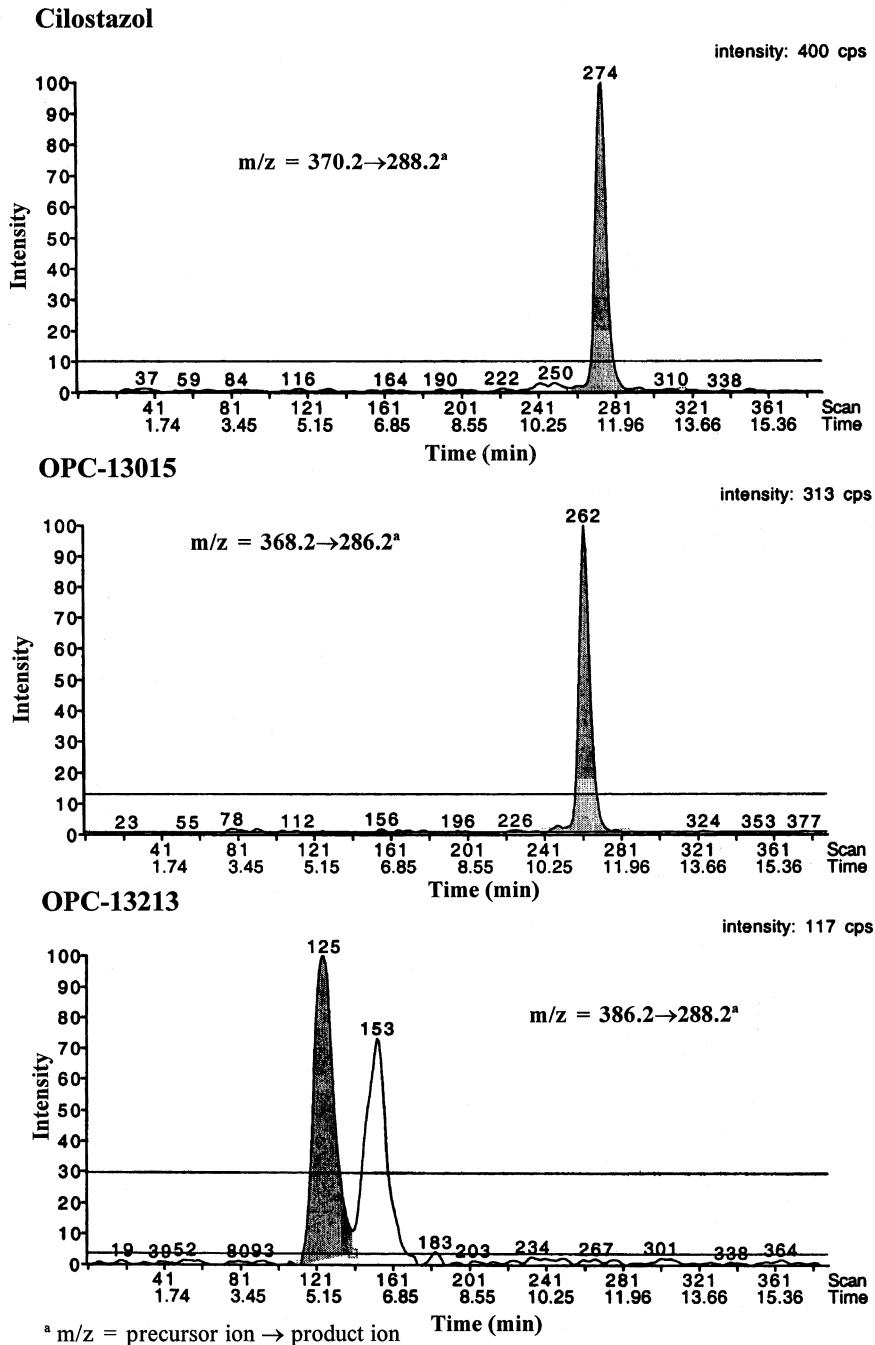 Cilostazol
intensity: 400 cps
274
100
m/z = 370.2→288.2ª
90
80
70
60
50
40
30
20
10
0
Intensity
37 59 84 116 164 190 222 250 310 338
41 81 121 161 201 241 281 321 361 Scan
1.74 3.45 5.15 6.85 8.55 10.25 11.96 13.66 15.36 Time
Time (min)
OPC-13015
intensity: 313 cps
262
100
m/z = 368.2→286.2ª
90
80
70
60
50
40
30
20
10
0
Intensity
23 55 78 112 156 196 226 324 353 377
41 81 121 161 201 241 281 321 361 Scan
1.74 3.45 5.15 6.85 8.55 10.25 11.96 13.66 15.36 Time
Time (min)
OPC-13213
intensity: 117 cps
125
100
90
m/z = 386.2→288.2ª
80
153
70
60
50
40
30
20
10
0
Intensity
19 39 52 80 93 183 203 234 267 301 338 364
41 81 121 161 201 241 281 321 361 Scan
1.74 3.45 5.15 6.85 8.55 10.25 11.96 13.66 15.36 Time
Time (min)
ª m/z = precursor ion → product ion